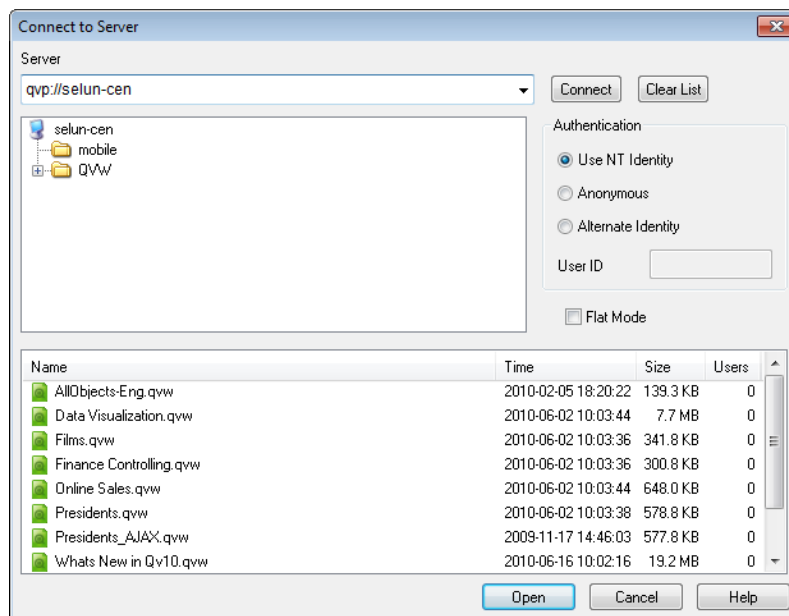 Connect to Server
Server
qvp://selun-cen
Connect Clear List
selun-cen
mobile
QVW
Authentication
Use NT Identity
Anonymous
Alternate Identity
User ID
Flat Mode
Name Time Size Users
AllObjects-Eng.qvw 2010-02-05 18:20:22 139.3 KB 0
Data Visualization.qvw 2010-06-02 10:03:44 7.7 MB 0
Films.qvw 2010-06-02 10:03:36 341.8 KB 0
Finance Controlling.qvw 2010-06-02 10:03:36 300.8 KB 0
Online Sales.qvw 2010-06-02 10:03:44 648.0 KB 0
Presidents.qvw 2010-06-02 10:03:38 578.8 KB 0
Presidents_AJAX.qvw 2009-11-17 14:46:03 577.8 KB 0
Whats New in Qv10.qvw 2010-06-16 10:02:16 19.2 MB 0
Open Cancel Help